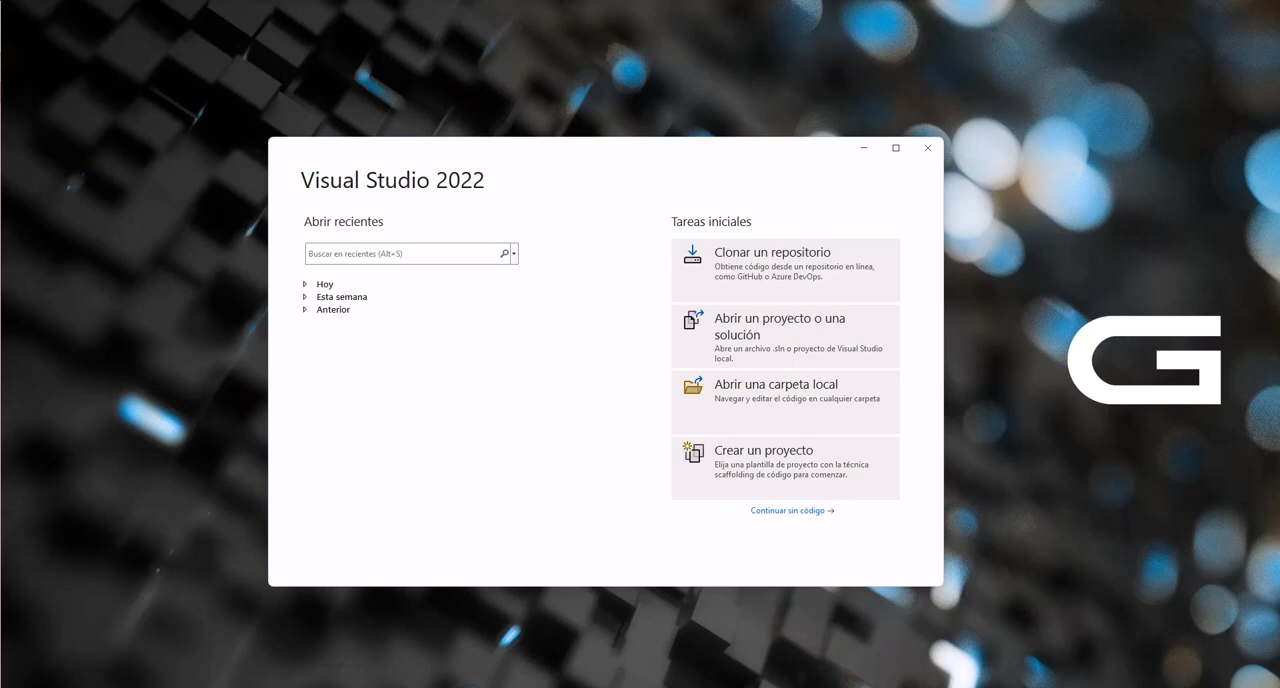 Visual Studio 2022
Abrir recientes
Buscar en recientes (Alt+S)
Hoy
Esta semana
Anterior
Tareas iniciales
Clonar un repositorio
Obtiene código desde un repositorio en línea,
como GitHub o Azure DevOps.
Abrir un proyecto o una
solución
Abre un archivo .sln o proyecto de Visual Studio
local.
Abrir una carpeta local
Navegar y editar el código en cualquier carpeta
Crear un proyecto
Elija una plantilla de proyecto con la técnica
scaffolding de código para comenzar.
Continuar sin código →
G